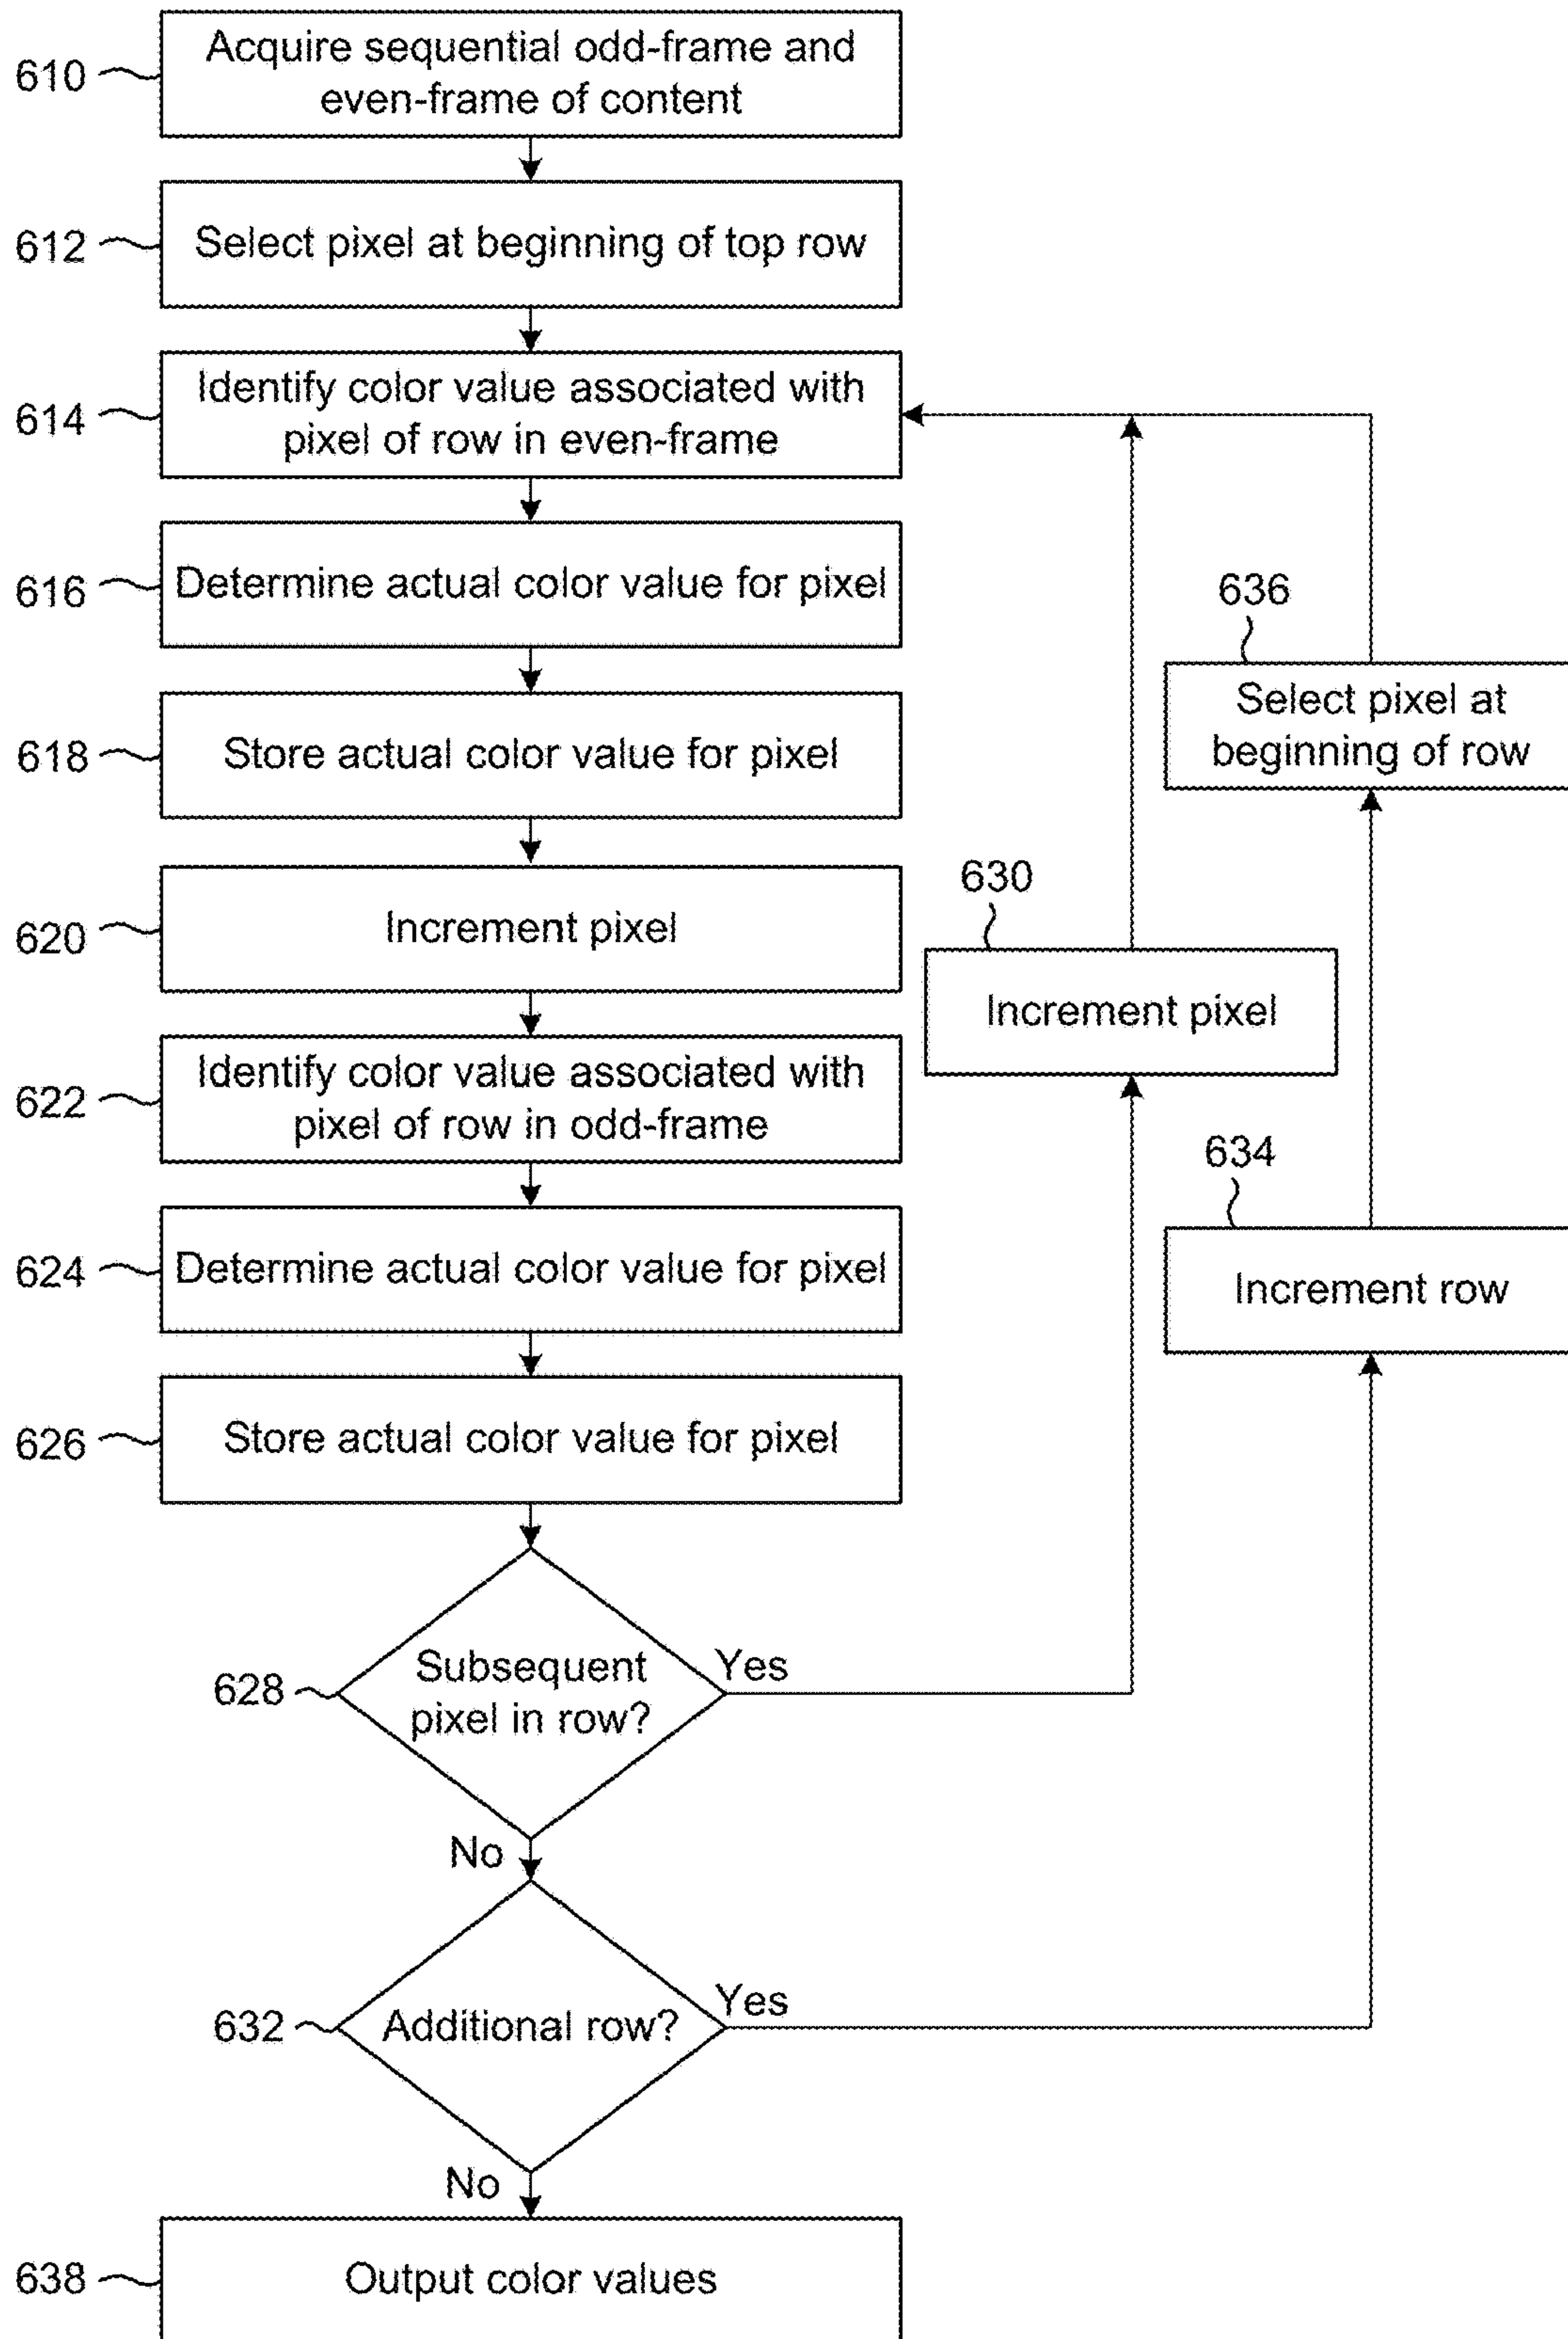 610
Acquire sequential odd-frame and
even-frame of content
612
Select pixel at beginning of top row
614
Identify color value associated with
pixel of row in even-frame
616
Determine actual color value for pixel
636
Select pixel at
beginning of row
618
Store actual color value for pixel
630
Increment pixel
620
Increment pixel
622
Identify color value associated with
pixel of row in odd-frame
634
Increment row
624
Determine actual color value for pixel
626
Store actual color value for pixel
628
Subsequent
pixel in row?
Yes
No
632
Additional row?
Yes
No
638
Output color values